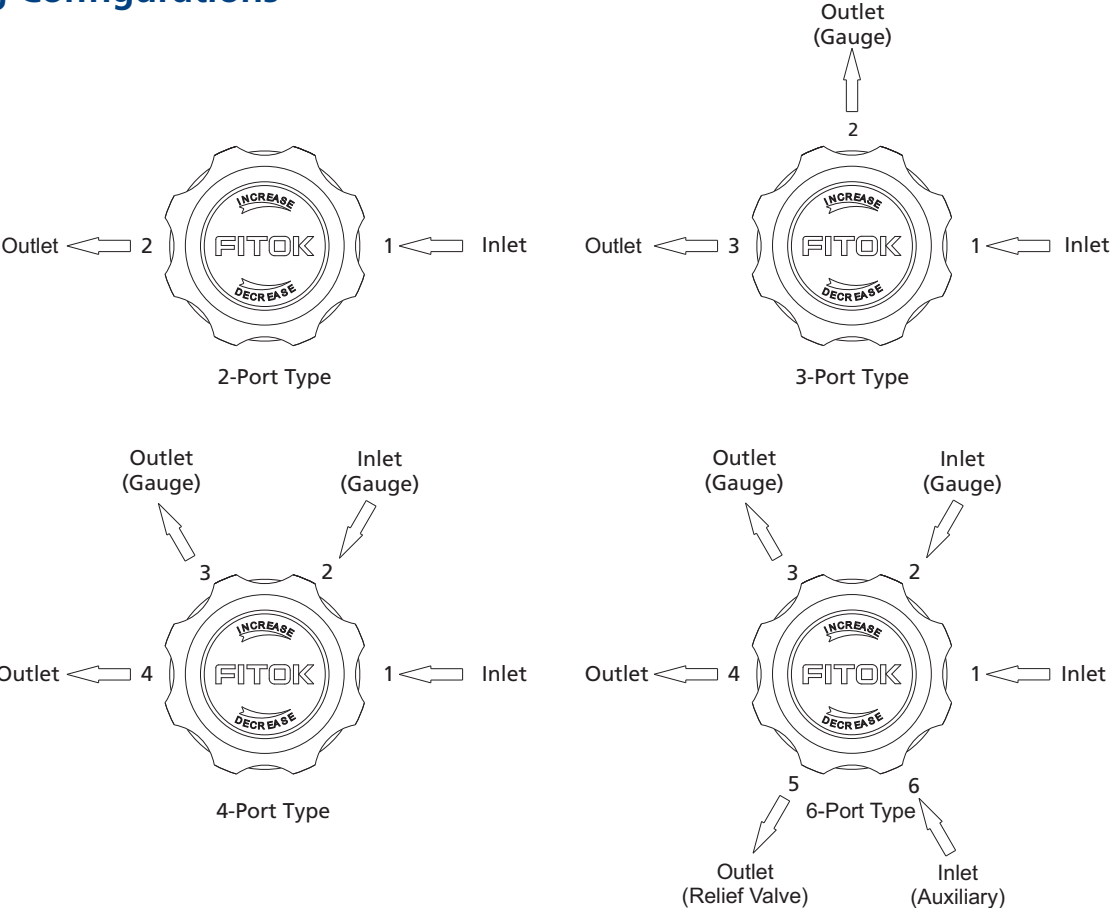 Configurations
Outlet
2
INCREASE
FITOK
DECREASE
1
Inlet
2-Port Type
Outlet
(Gauge)
2
Outlet
3
INCREASE
FITOK
DECREASE
1
Inlet
3-Port Type
Outlet
(Gauge)
Inlet
(Gauge)
3
2
Outlet
4
INCREASE
FITOK
DECREASE
1
Inlet
4-Port Type
Outlet
(Gauge)
Inlet
(Gauge)
3
2
Outlet
4
INCREASE
FITOK
DECREASE
1
Inlet
5
6
6-Port Type
Outlet
(Relief Valve)
Inlet
(Auxiliary)